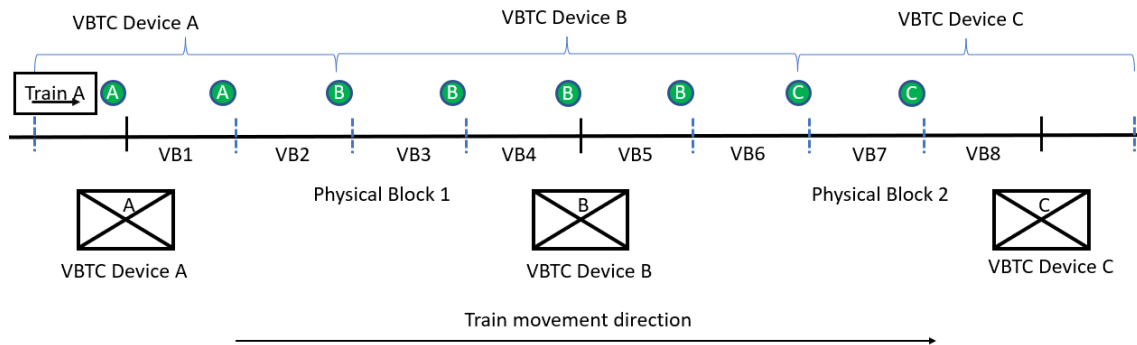 VBTC Device A
VBTC Device B
VBTC Device C
Train A
A
A
B
B
B
B
C
C
VB1
VB2
VB3
VB4
VB5
VB6
VB7
VB8
Physical Block 1
Physical Block 2
A
B
C
VBTC Device A
VBTC Device B
VBTC Device C
Train movement direction